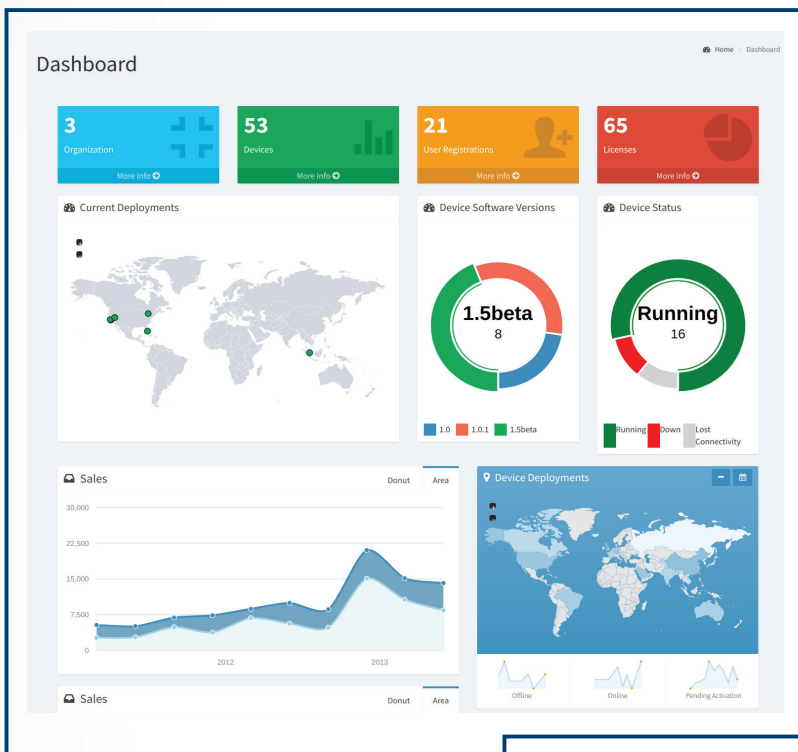 Home > Dashboard
Dashboard
3
Organization
More info
53
Devices
More info
21
User Registrations
More info
65
Licenses
More info
Current Deployments
Device Software Versions
1.5beta
8
1.0 1.0.1 1.5beta
Device Status
Running
16
Running Down Lost
Connectivity
Sales
Donut Area
30,000
22,500
15,000
7,500
0
2012 2013
Device Deployments
Offline Online Pending Activation
Sales
Donut Area